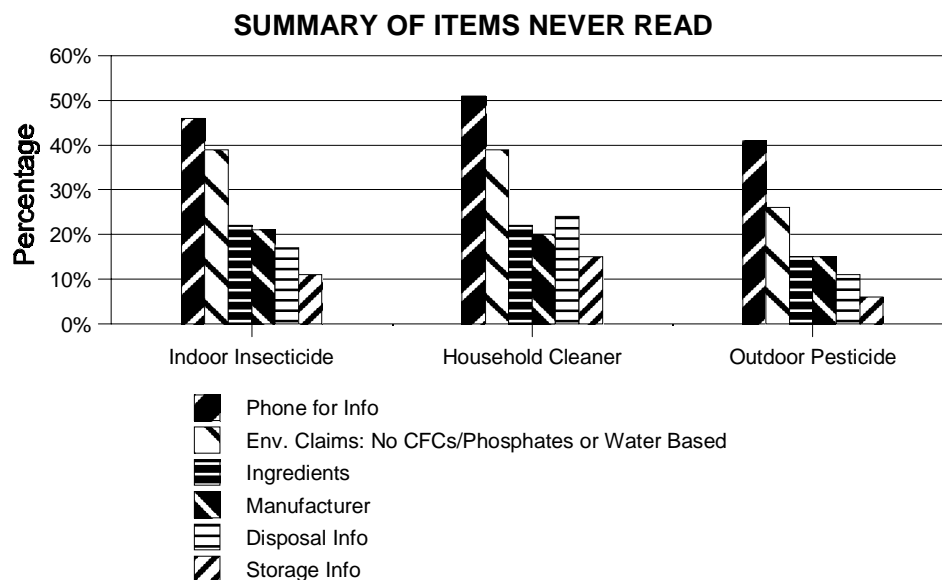 SUMMARY OF ITEMS NEVER READ
60%
50%
40%
30%
20%
10%
0%
Percentage
Indoor Insecticide
Household Cleaner
Outdoor Pesticide
Phone for Info
Env. Claims: No CFCs/Phosphates or Water Based
Ingredients
Manufacturer
Disposal Info
Storage Info